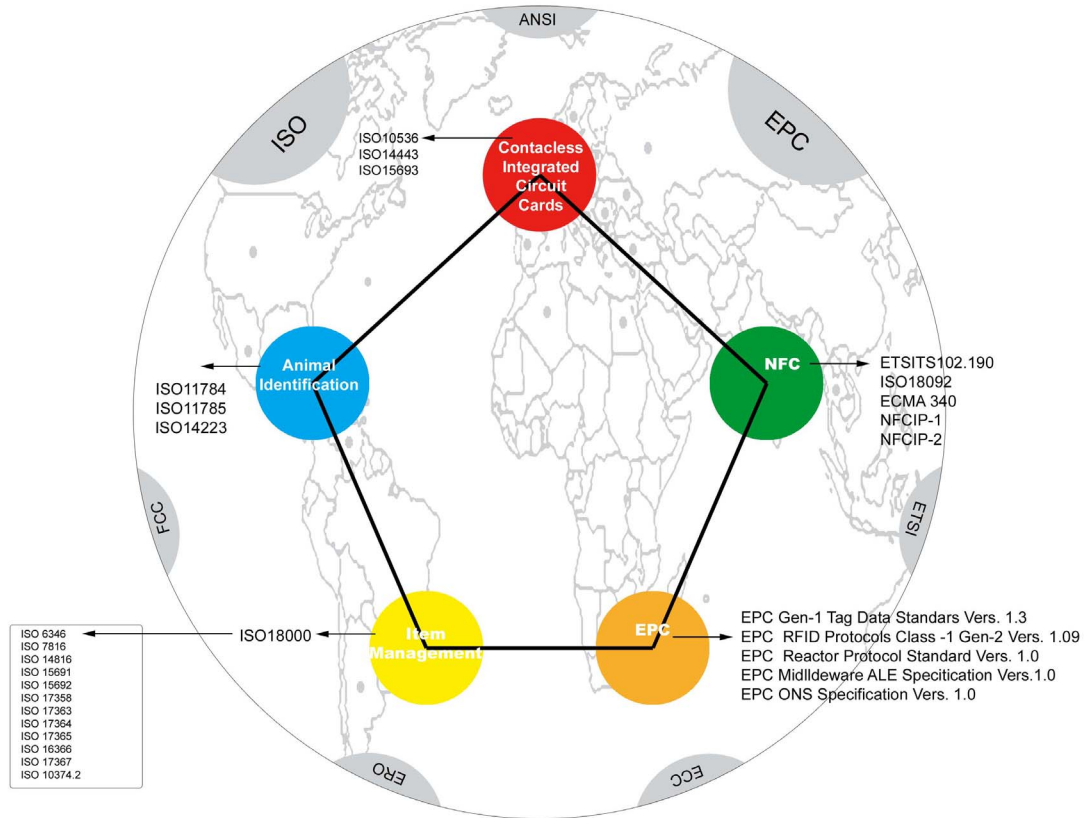 ANSI
ISO
EPC
ISO10536
ISO14443
ISO15693
Contacless
Integrated
Circuit
Cards
Animal
Identification
ISO11784
ISO11785
ISO14223
NFC
ETSITS102.190
ISO18092
ECMA 340
NFCIP-1
NFCIP-2
FCC
ETSI
ISO 6346
ISO 7816
ISO 14816
ISO 15691
ISO 15692
ISO 17358
ISO 17363
ISO 17364
ISO 17365
ISO 16366
ISO 17367
ISO 10374.2
ISO18000
Item
Management
EPC
EPC Gen-1 Tag Data Standars Vers. 1.3
EPC RFID Protocols Class -1 Gen-2 Vers. 1.09
EPC Reactor Protocol Standard Vers. 1.0
EPC Midlldeware ALE Specitication Vers.1.0
EPC ONS Specification Vers. 1.0
ERO
ECC